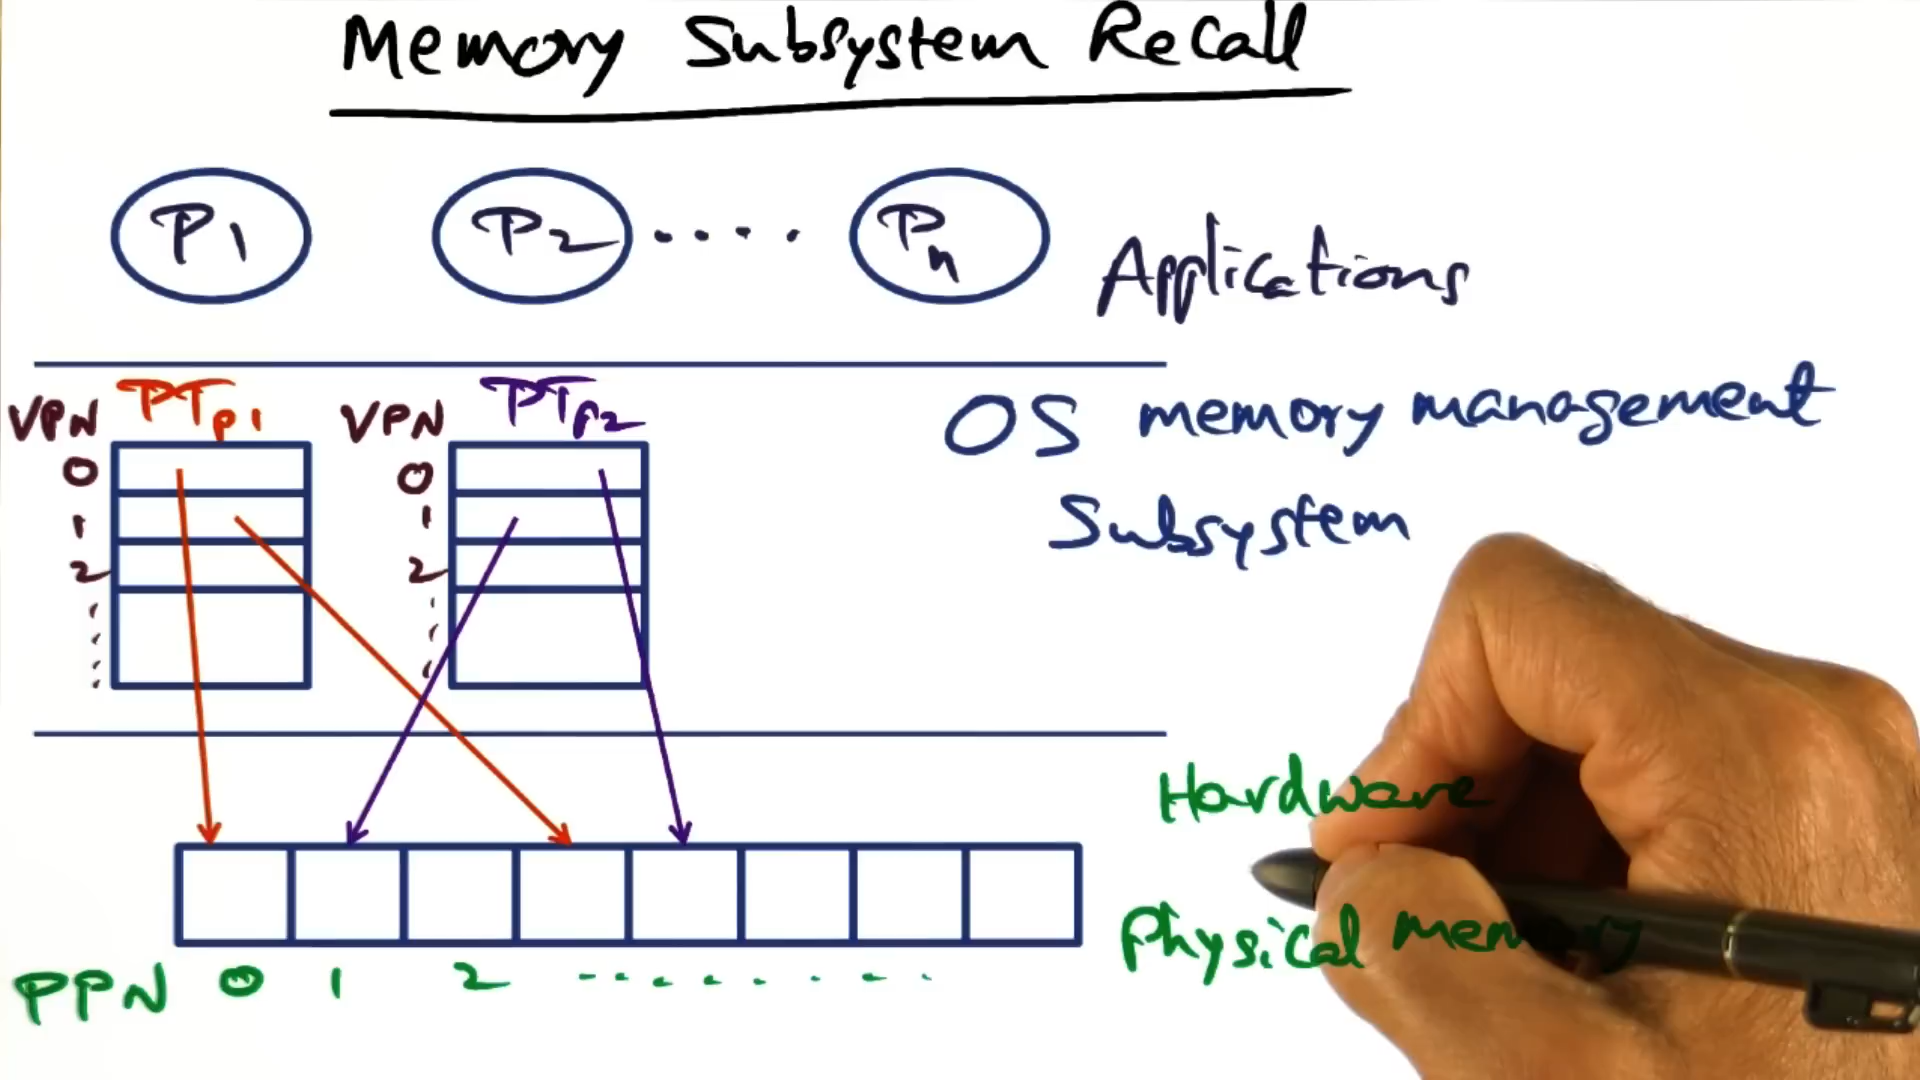 Memory Subsystem Recall
P1 P2 .... Pn
Applications
VPN PTp1 VPN PTp2
OS memory management
Subsystem
0 0
1 1
2 2
Hardware
Physical memory
PPN 0 1 2 ........